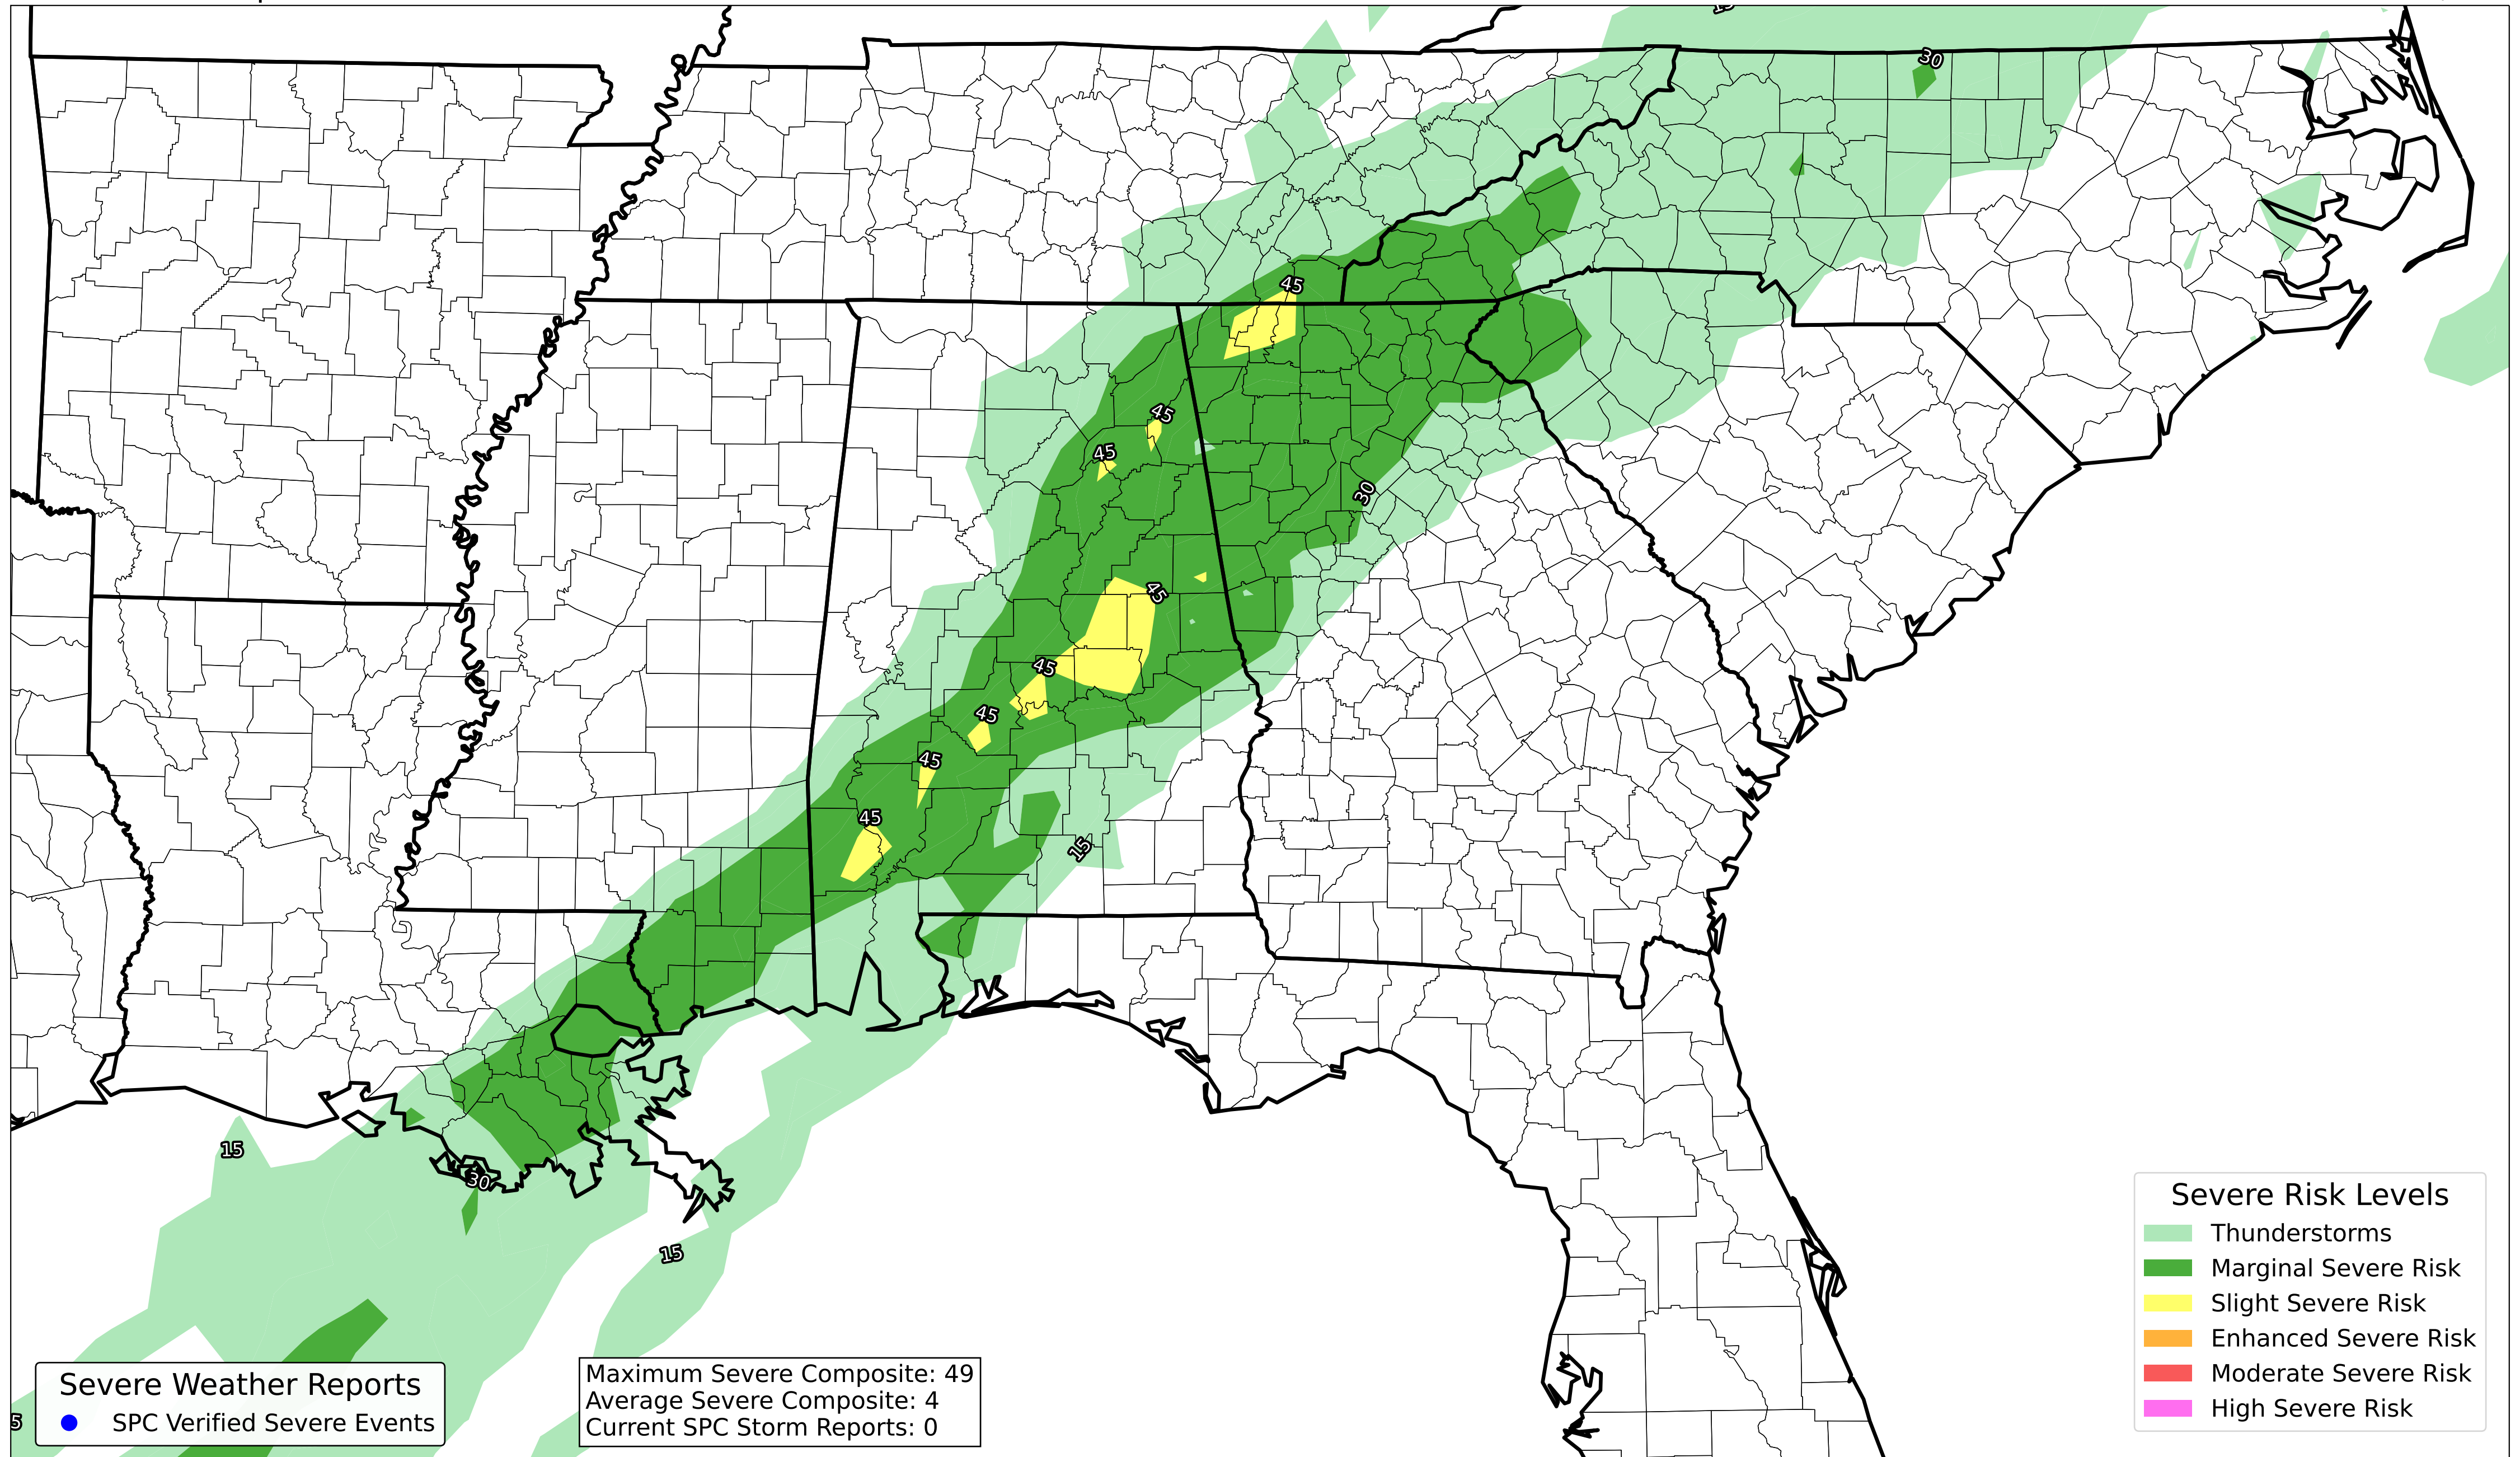 15
30
45
45
45
30
45
45
45
45
45
15
15
30
15
5
Severe Risk Levels
Thunderstorms
Marginal Severe Risk
Slight Severe Risk
Enhanced Severe Risk
Moderate Severe Risk
High Severe Risk
Severe Weather Reports
SPC Verified Severe Events
Maximum Severe Composite: 49
Average Severe Composite: 4
Current SPC Storm Reports: 0